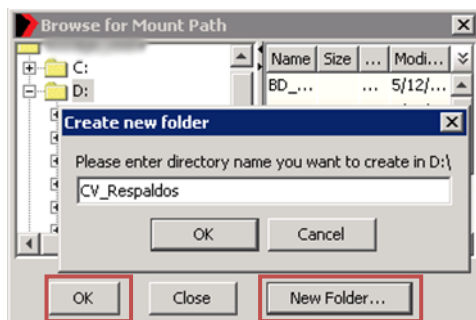 Browse for Mount Path
C:
D:
Name Size ... Modi...
BD_... ... 5/12/...
Create new folder
Please enter directory name you want to create in D:\
CV_Respaldos
OK Cancel
OK Close New Folder...